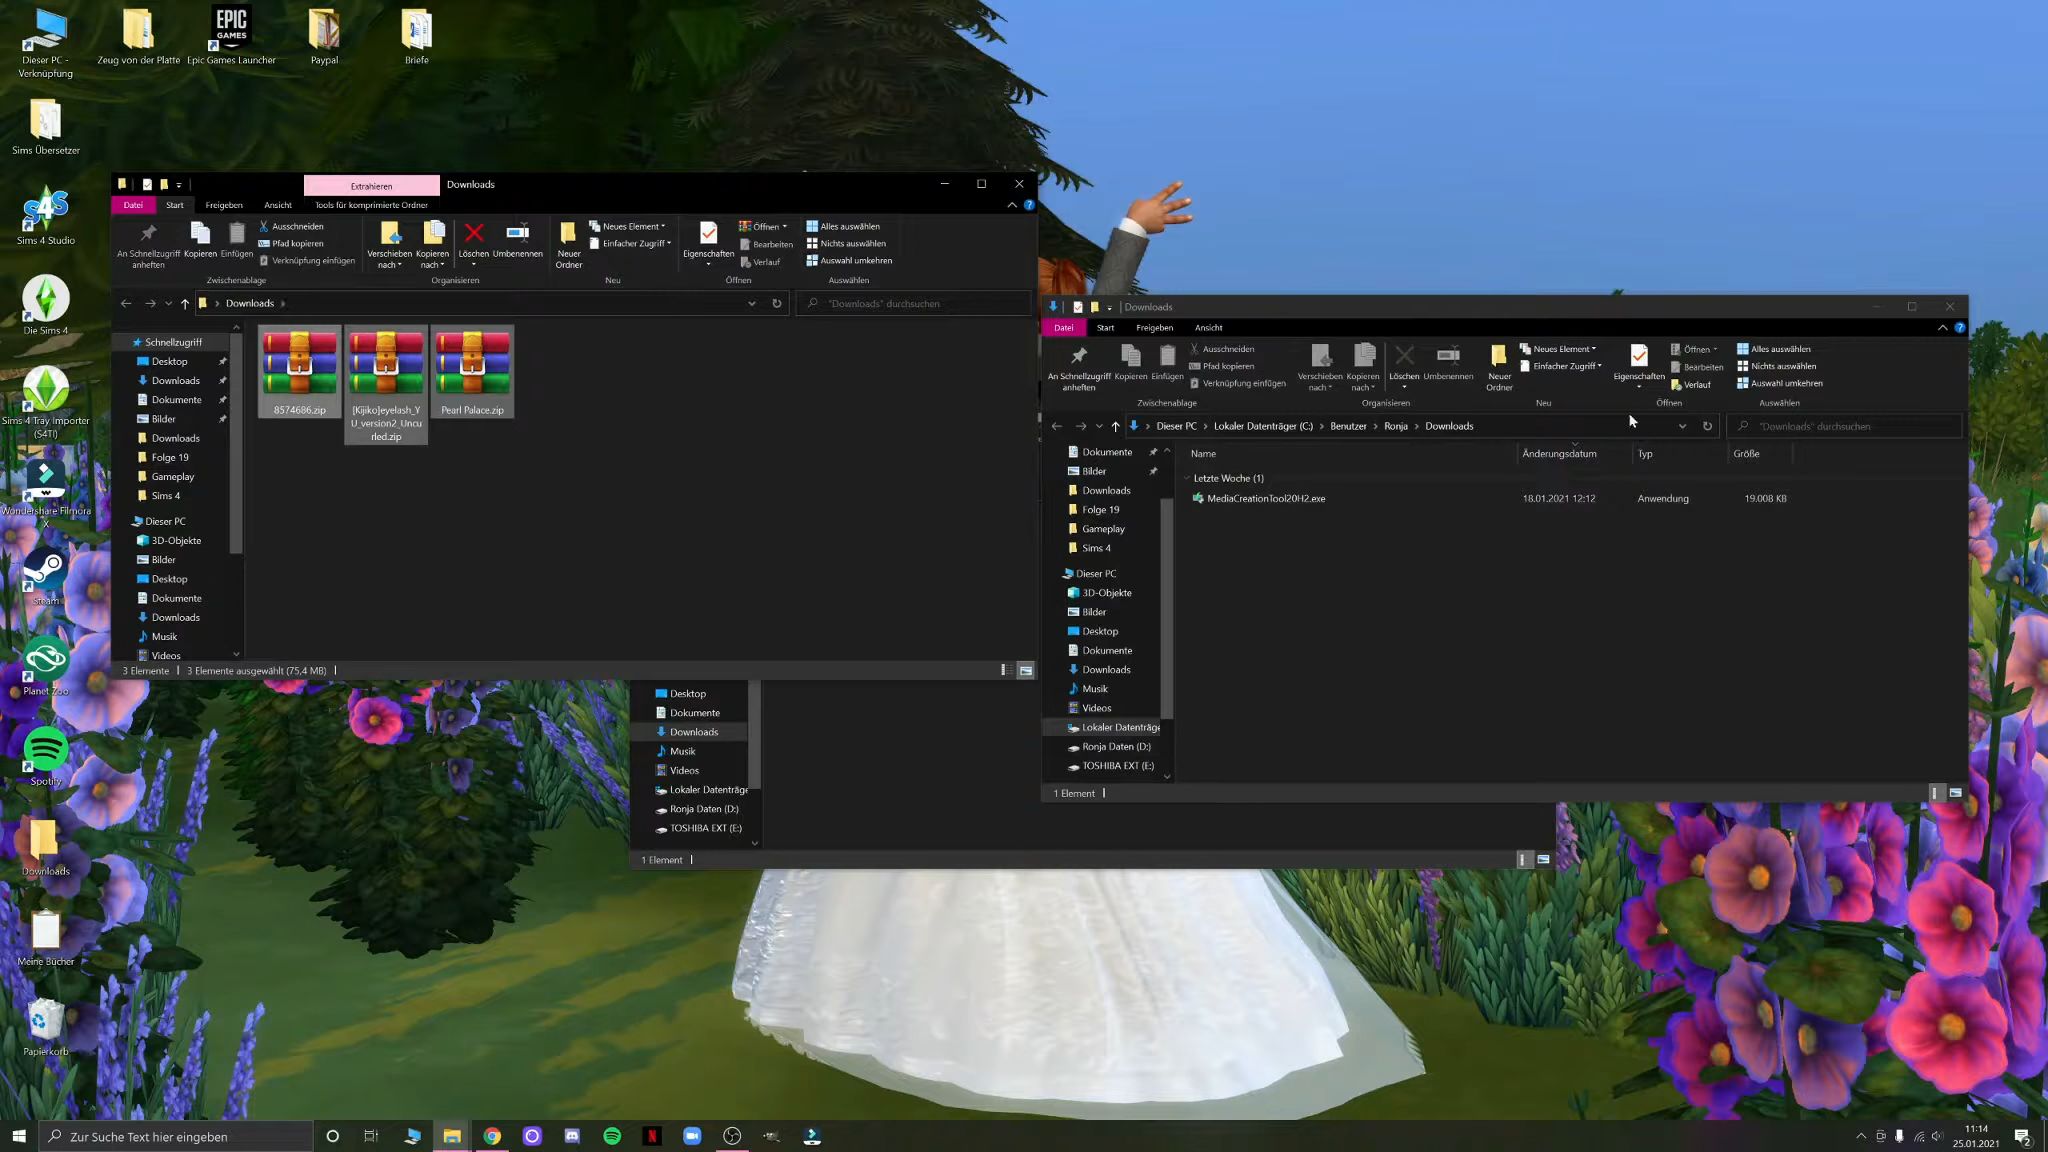 Dieser PC -
Verknüpfung
Zeug von der Platte
EPIC
GAMES
Epic Games Launcher
Paypal
Briefe
Sims Übersetzer
S4S
Sims 4 Studio
Die Sims 4
Sims 4 Tray Importer
(S4TI)
Wondershare Filmora
X
Steam
Planet Zoo
Spotify
Downloads
Meine Bücher
Papierkorb
Extrahieren
Downloads
Datei
Start
Freigeben
Ansicht
Tools für komprimierte Ordner
An Schnellzugriff
anheften
Kopieren
Einfügen
Ausschneiden
Pfad kopieren
Verknüpfung einfügen
Zwischenablage
Verschieben
nach
Kopieren
nach
Löschen
Umbenennen
Organisieren
Neuer
Ordner
Neues Element
Einfacher Zugriff
Neu
Eigenschaften
Öffnen
Bearbeiten
Verlauf
Öffnen
Alles auswählen
Nichts auswählen
Auswahl umkehren
Auswählen
Downloads
"Downloads" durchsuchen
Schnellzugriff
Desktop
Downloads
Dokumente
Bilder
Downloads
Folge 19
Gameplay
Sims 4
Dieser PC
3D-Objekte
Bilder
Desktop
Dokumente
Downloads
Musik
Videos
8574686.zip
[Kijiko]eyelash_Y
U_version2_Uncu
rled.zip
Pearl Palace.zip
3 Elemente
3 Elemente ausgewählt (75,4 MB)
Desktop
Dokumente
Downloads
Musik
Videos
Lokaler Datenträge
Ronja Daten (D:)
TOSHIBA EXT (E:)
1 Element
Downloads
Datei
Start
Freigeben
Ansicht
An Schnellzugriff
anheften
Kopieren
Einfügen
Ausschneiden
Pfad kopieren
Verknüpfung einfügen
Zwischenablage
Verschieben
nach
Kopieren
nach
Löschen
Umbenennen
Organisieren
Neuer
Ordner
Neues Element
Einfacher Zugriff
Neu
Eigenschaften
Öffnen
Bearbeiten
Verlauf
Öffnen
Alles auswählen
Nichts auswählen
Auswahl umkehren
Auswählen
Dieser PC
Lokaler Datenträger (C:)
Benutzer
Ronja
Downloads
"Downloads" durchsuchen
Dokumente
Bilder
Downloads
Folge 19
Gameplay
Sims 4
Dieser PC
3D-Objekte
Bilder
Desktop
Dokumente
Downloads
Musik
Videos
Lokaler Datenträge
Ronja Daten (D:)
TOSHIBA EXT (E:)
Name
Änderungsdatum
Typ
Größe
Letzte Woche (1)
MediaCreationTool20H2.exe
18.01.2021 12:12
Anwendung
19.008 KB
1 Element
Zur Suche Text hier eingeben
11:14
25.01.2021
2